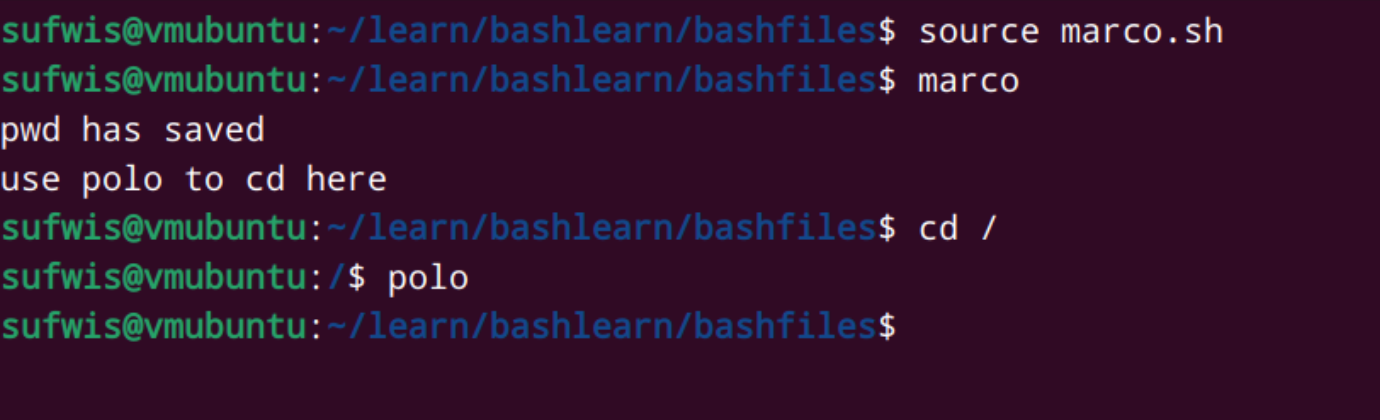 sufwis@vmubuntu:~/learn/bashlearn/bashfiles$ source marco.sh
sufwis@vmubuntu:~/learn/bashlearn/bashfiles$ marco
pwd has saved
use polo to cd here
sufwis@vmubuntu:~/learn/bashlearn/bashfiles$ cd /
sufwis@vmubuntu:/$ polo
sufwis@vmubuntu:~/learn/bashlearn/bashfiles$